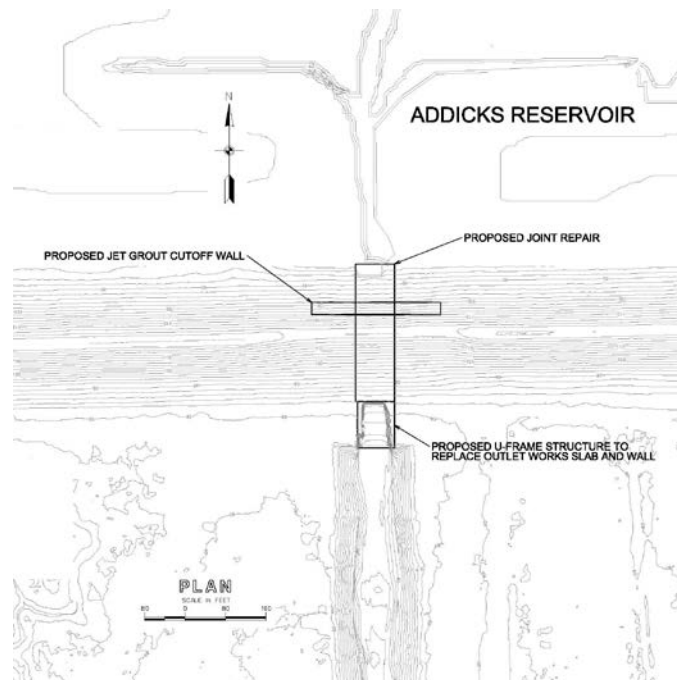 N
ADDICKS RESERVOIR
PROPOSED JOINT REPAIR
PROPOSED JET GROUT CUTOFF WALL
PROPOSED U-FRAME STRUCTURE TO
REPLACE OUTLET WORKS SLAB AND WALL
PLAN
SCALE IN FEET